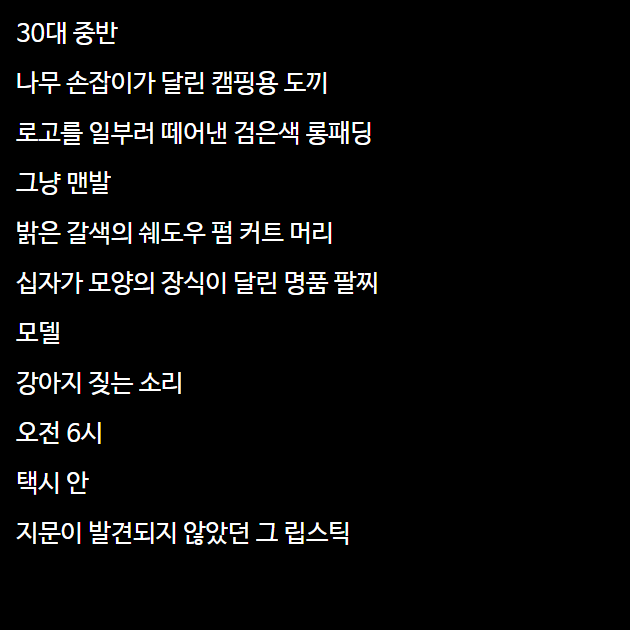 30대 중반
나무 손잡이가 달린 캠핑용 도끼
로고를 일부러 떼어낸 검은색 롱패딩
그냥 맨발
밝은 갈색의 쉐도우 펌 커트 머리
십자가 모양의 장식이 달린 명품 팔찌
모델
강아지 짖는 소리
오전 6시
택시 안
지문이 발견되지 않았던 그 립스틱